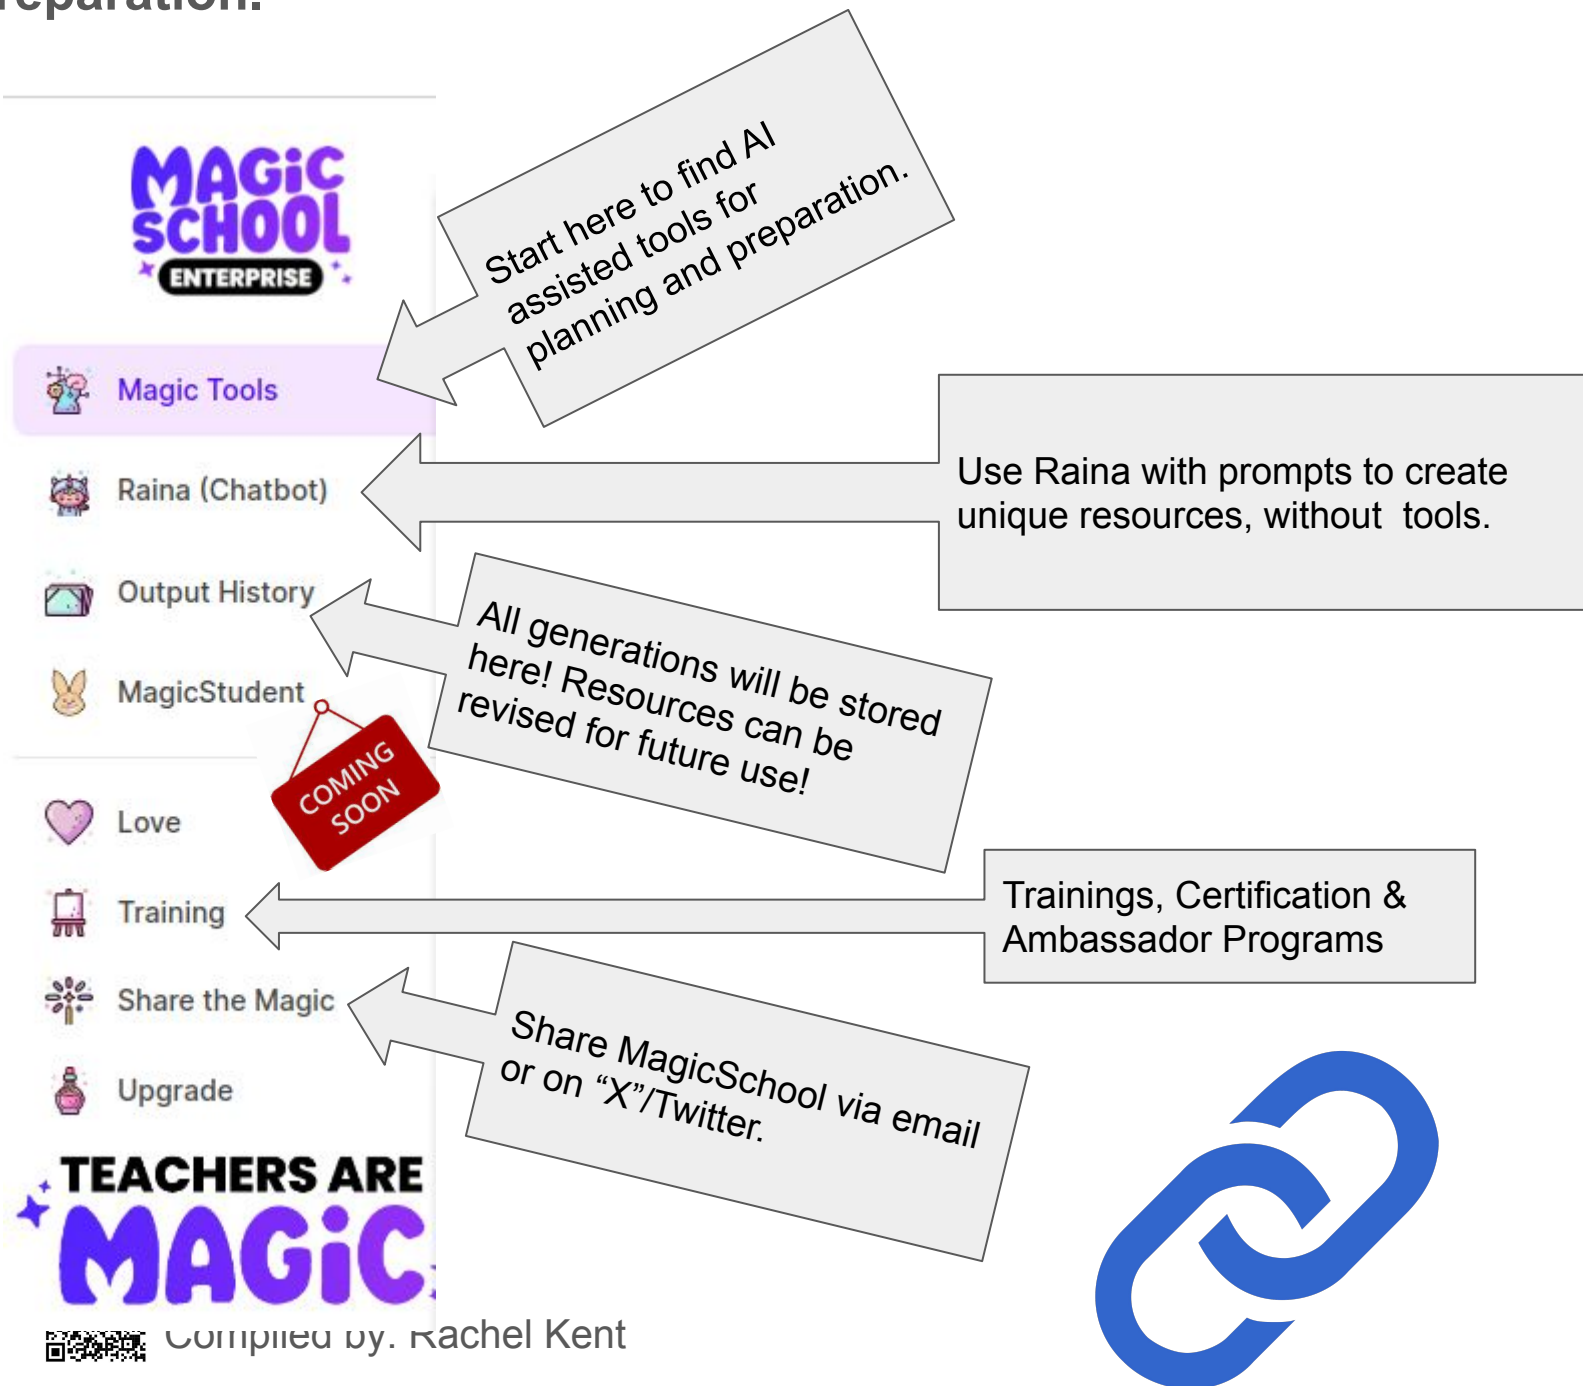 reparation.
MAGiC
SCHOOL
ENTERPRISE
Start here to find AI
assisted tools for
planning and preparation.
Magic Tools
Raina (Chatbot)
Use Raina with prompts to create
unique resources, without  tools.
Output History
All generations will be stored
here! Resources can be
revised for future use!
MagicStudent
COMING
SOON
Love
Training
Trainings, Certification &
Ambassador Programs
Share the Magic
Share MagicSchool via email
or on “X”/Twitter.
Upgrade
TEACHERS ARE
MAGiC
Compiled by: Rachel Kent